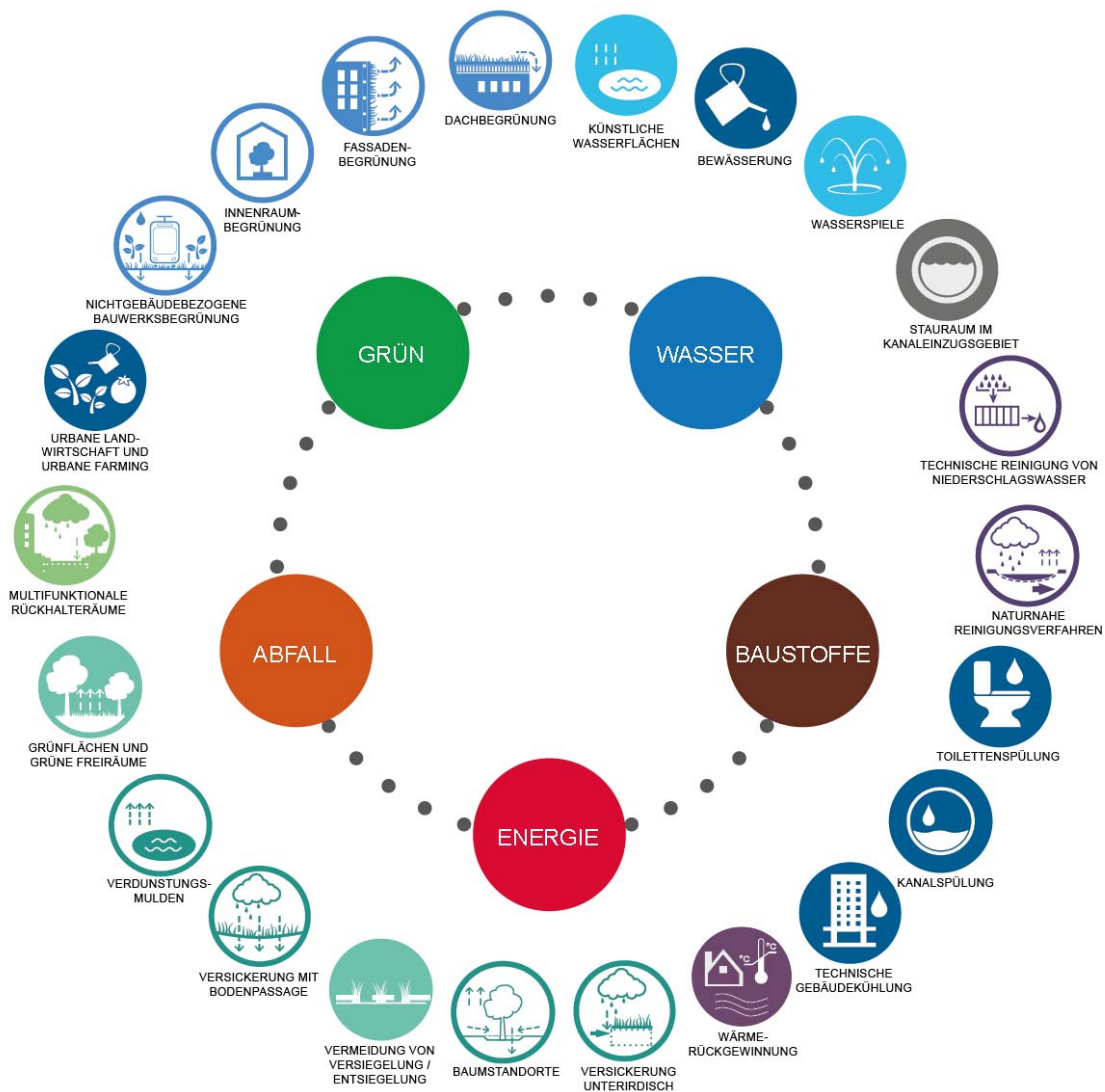 DACHBEGRÜNUNG
KÜNSTLICHE
WASSERFLÄCHEN
BEWÄSSERUNG
WASSERSPIELE
STAURAUM IM
KANALEINZUGSGEBIET
TECHNISCHE REINIGUNG VON
NIEDERSCHLAGSWASSER
NATURNAHE
REINIGUNGSVERFAHREN
TOILETTENSPÜLUNG
KANALSPÜLUNG
TECHNISCHE
GEBÄUDEKÜHLUNG
°C
°C
WÄRME-
RÜCKGEWINNUNG
VERSICKERUNG
UNTERIRDISCH
BAUMSTANDORTE
VERMEIDUNG VON
VERSIEGELUNG /
ENTSIEGELUNG
VERSICKERUNG MIT
BODENPASSAGE
VERDUNSTUNGS-
MULDEN
GRÜNFLÄCHEN UND
GRÜNE FREIRÄUME
MULTIFUNKTIONALE
RÜCKHALTERÄUME
URBANE LAND-
WIRTSCHAFT UND
URBANE FARMING
NICHTGEBÄUDEBEZOGENE
BAUWERKSBEGRÜNUNG
INNENRAUM-
BEGRÜNUNG
FASSADEN-
BEGRÜNUNG
GRÜN
WASSER
BAUSTOFFE
ENERGIE
ABFALL